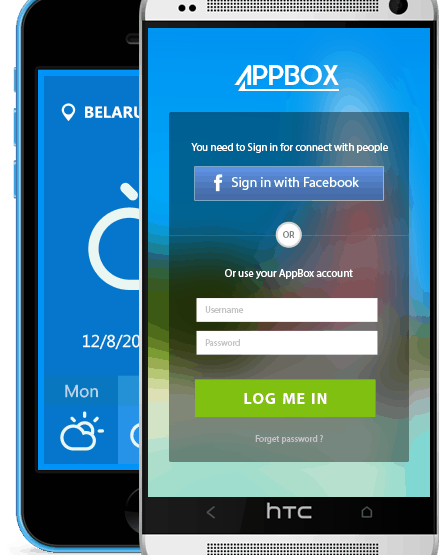 BELARU
12/8/20
Mon
APPBOX
You need to Sign in for connect with people
f Sign in with Facebook
OR
Or use your AppBox account
Username
Password
LOG ME IN
Forget password ?
hTC